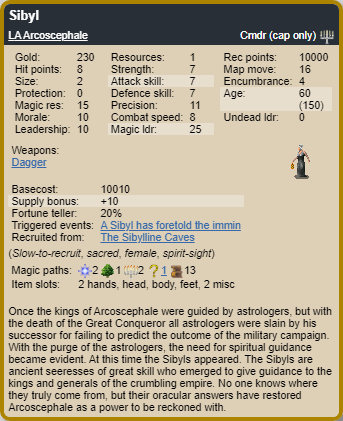 Sibyl
LA Arcoscephale Cmdr (cap only)
Gold: 230 Resources: 1 Rec points: 10000
Hit points: 8 Strength: 7 Map move: 16
Size: 2 Attack skill: 7 Encumbrance: 4
Protection: 0 Defence skill: 7 Age: 60
Magic res: 15 Precision: 11 (150)
Morale: 10 Combat speed: 8 Undead ldr: 0
Leadership: 10 Magic ldr: 25
Weapons:
Dagger
Basecost: 10010
Supply bonus: +10
Fortune teller: 20%
Triggered events: A Sibyl has foretold the immin
Recruited from: The Sibylline Caves
(Slow-to-recruit, sacred, female, spirit-sight)
Magic paths: 2 1 2 ? 1 13
Item slots: 2 hands, head, body, feet, 2 misc
Once the kings of Arcoscephale were guided by astrologers, but with
the death of the Great Conqueror all astrologers were slain by his
successor for failing to predict the outcome of the military campaign.
With the purge of the astrologers, the need for spiritual guidance
became evident. At this time the Sibyls appeared. The Sibyls are
ancient seeresses of great skill who emerged to give guidance to the
kings and generals of the crumbling empire. No one knows where
they truly come from, but their oracular answers have restored
Arcoscephale as a power to be reckoned with.